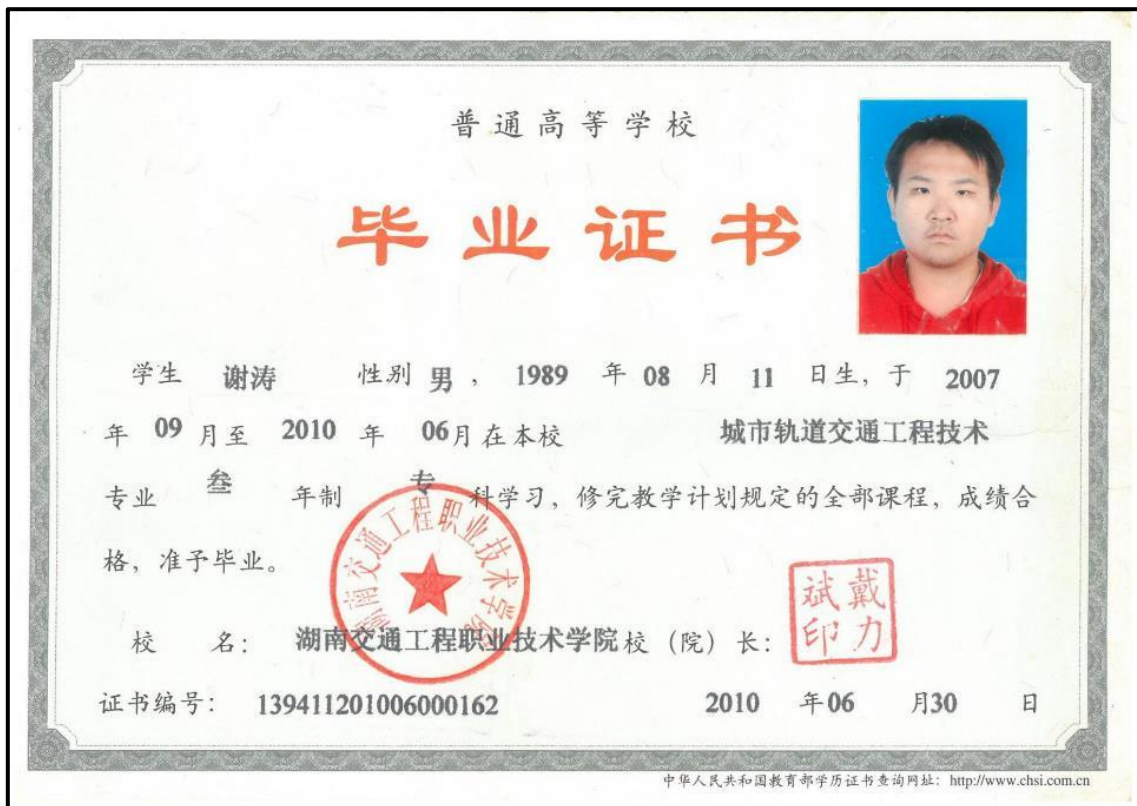 普通高等学校
毕业证书
学生 谢涛 性别 男 ， 1989 年 08 月 11 日生，于 2007
年 09 月至 2010 年 06月在本校 城市轨道交通工程技术
专业 叁 年制 专 科学习，修完教学计划规定的全部课程，成绩合
格，准予毕业。
湖南交通工程职业技术学院
校 名： 湖南交通工程职业技术学院 校（院）长：
戴力
斌印
证书编号： 139411201006000162 2010 年06 月30 日
中华人民共和国教育部学历证书查询网址：http://www.chsi.com.cn